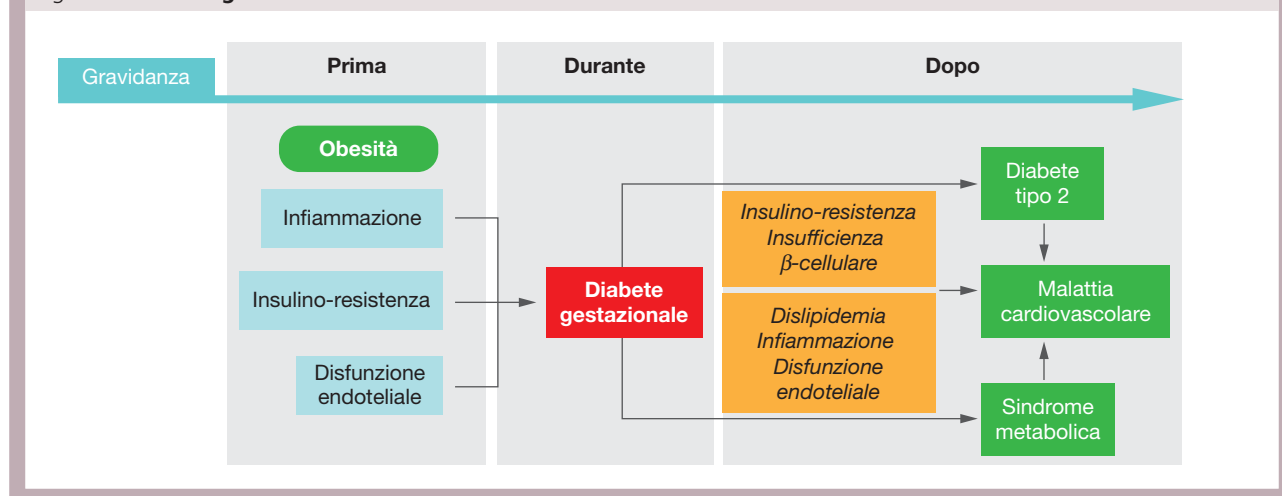 Gravidanza
Prima
Durante
Dopo
Obesità
Infiammazione
Insulino-resistenza
Disfunzione
endoteliale
Diabete
gestazionale
Insulino-resistenza
Insufficienza
β-cellulare
Dislipidemia
Infiammazione
Disfunzione
endoteliale
Diabete
tipo 2
Malattia
cardiovascolare
Sindrome
metabolica